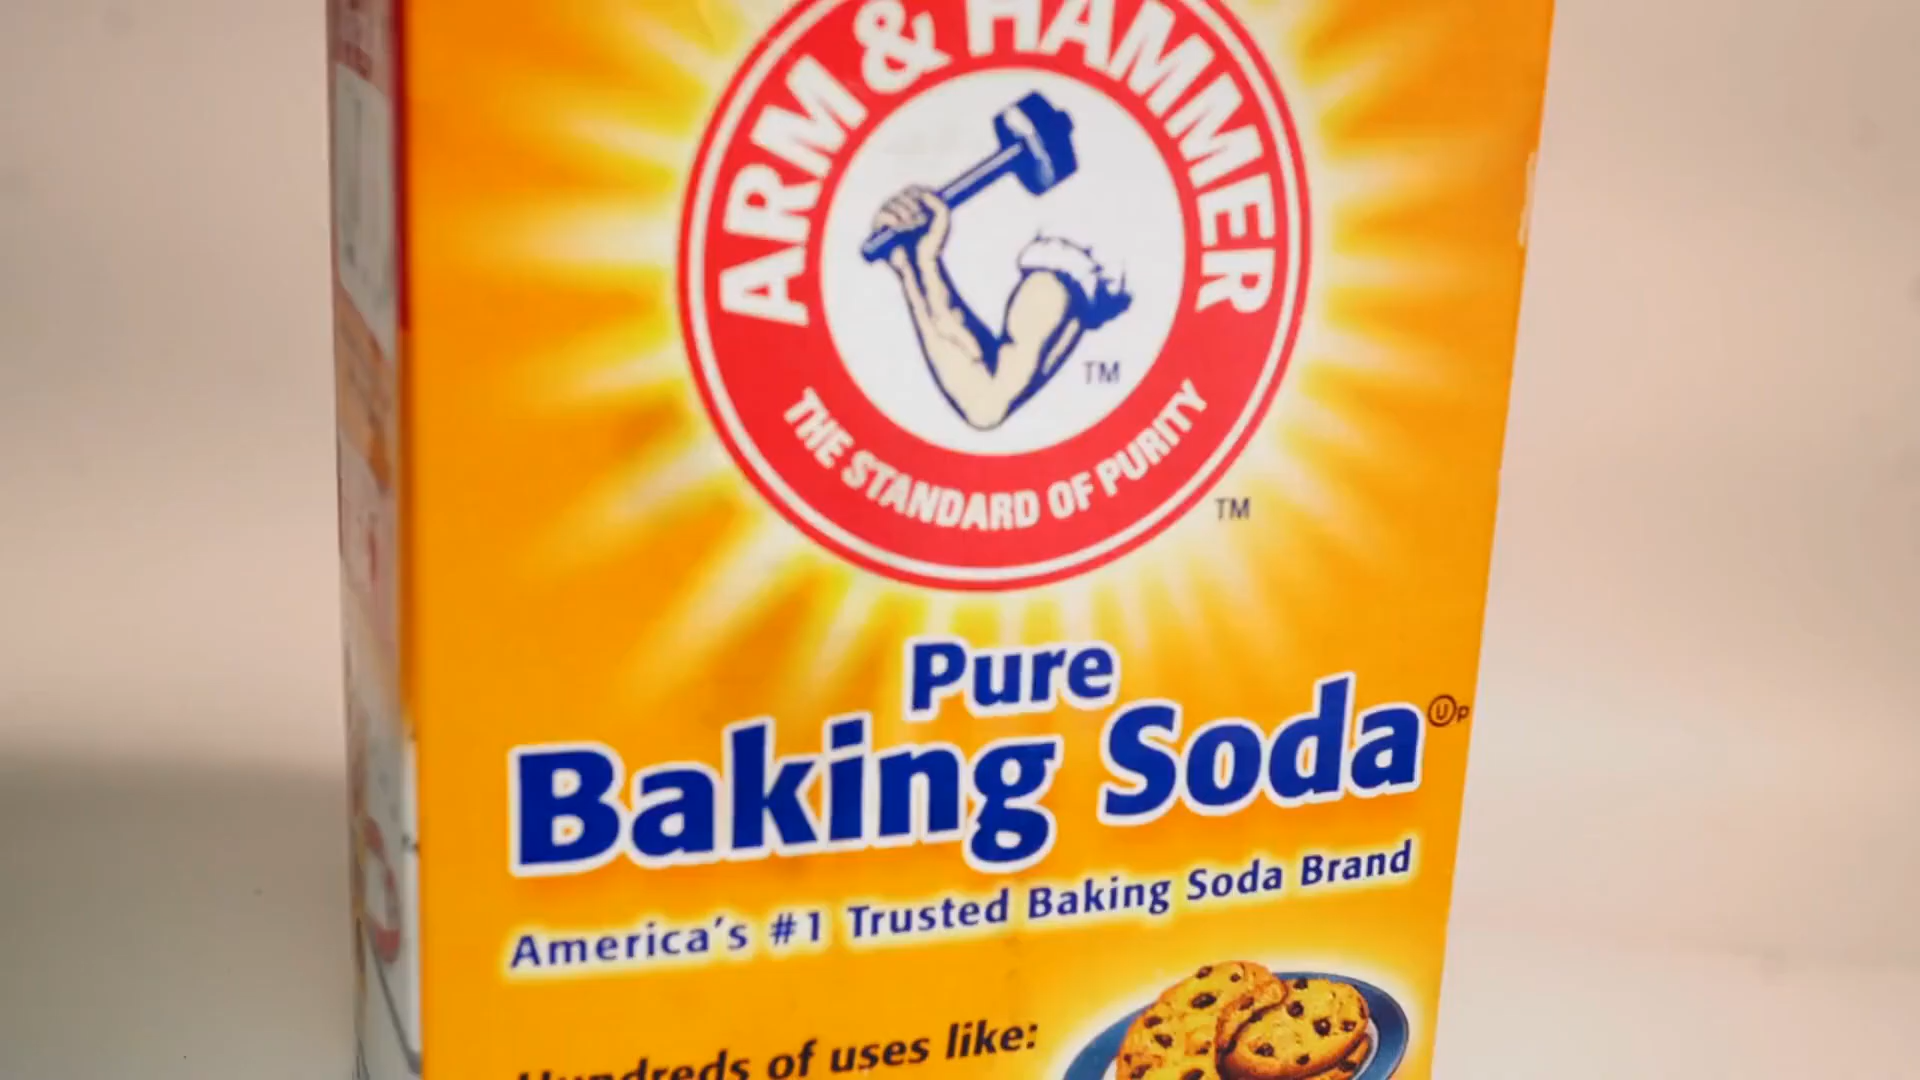 ARM & HAMMER
TM
THE STANDARD OF PURITY
TM
Pure
Baking Soda
UP
America's #1 Trusted Baking Soda Brand
Hundreds of uses like: